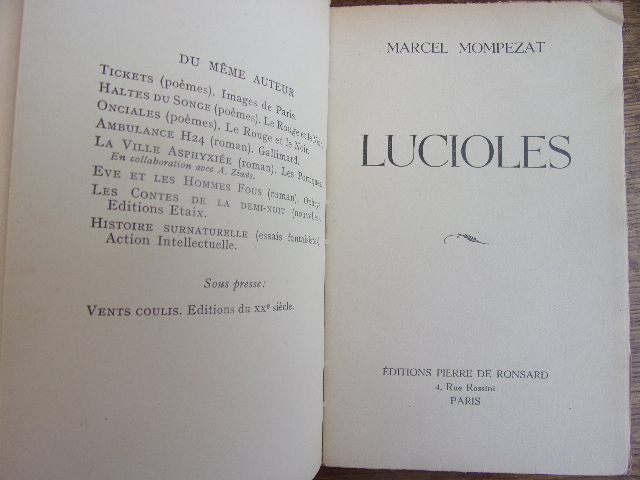 DU MÊME AUTEUR
TICKETS (poèmes). Images de Paris.
HALTES DU SONGE (poèmes). Le Rouge et le Noir.
ONCIALES (poèmes). Le Rouge et le Noir.
AMBULANCE H24 (roman). Gallimard.
LA VILLE ASPHYXIÉE (roman). Les Portiques.
En collaboration avec A. Ziwès.
EVE ET LES HOMMES FOUS (roman).
LES CONTES DE LA DEMI-NUIT
Editions Etaix.
HISTOIRE SURNATURELLE (essais fantaisistes)
Action Intellectuelle.
Sous presse:
VENTS COULIS. Editions du XXe siècle.
MARCEL MOMPEZAT
LUCIOLES
ÉDITIONS PIERRE DE RONSARD
4, Rue Rossini
PARIS